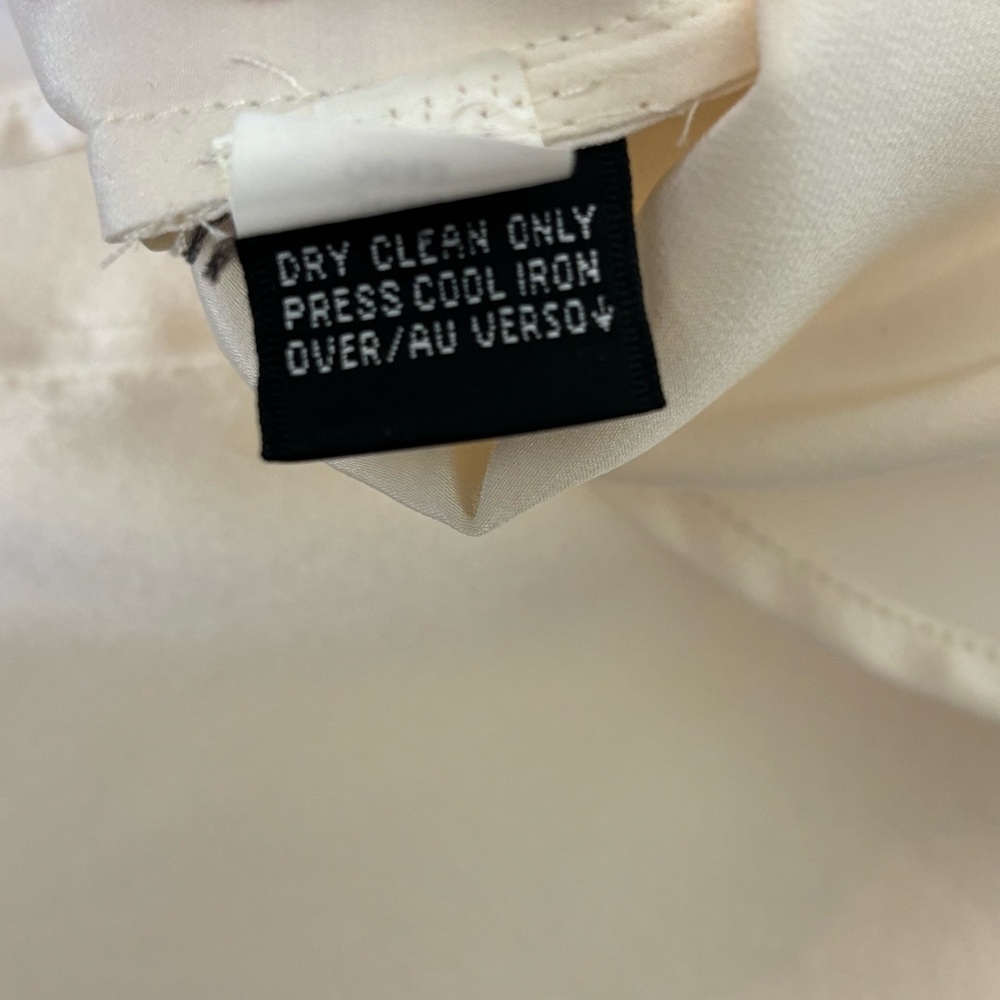 DRY CLEAN ONLY
PRESS COOL IRON
OVER/AU VERSO↓